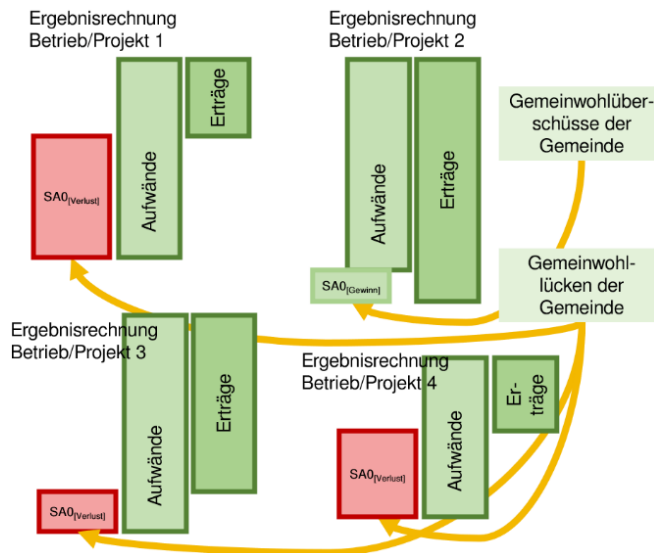 Ergebnisrechnung
Betrieb/Projekt 1
Erträge
Aufwände
SA0[Verlust]
Ergebnisrechnung
Betrieb/Projekt 2
Aufwände
Erträge
SA0[Gewinn]
Gemeinwohlüber-
schüsse der
Gemeinde
Gemeinwohl-
lücken der
Gemeinde
Ergebnisrechnung
Betrieb/Projekt 3
Aufwände
Erträge
SA0[Verlust]
Ergebnisrechnung
Betrieb/Projekt 4
Er-
träge
Aufwände
SA0[Verlust]